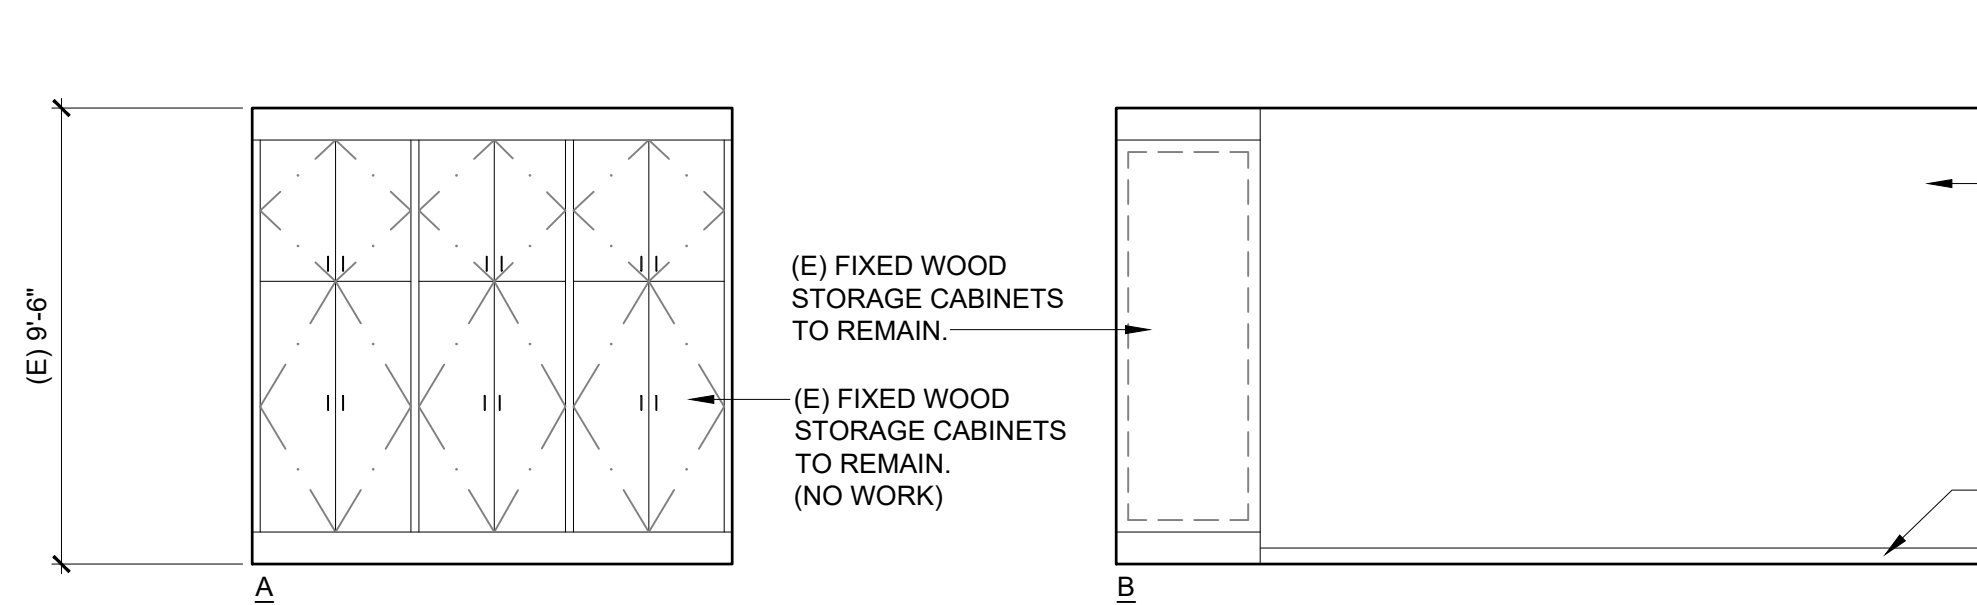 (E) 9'-6"
(E) FIXED WOOD
STORAGE CABINETS
TO REMAIN.
(E) FIXED WOOD
STORAGE CABINETS
TO REMAIN.
(NO WORK)
A
B